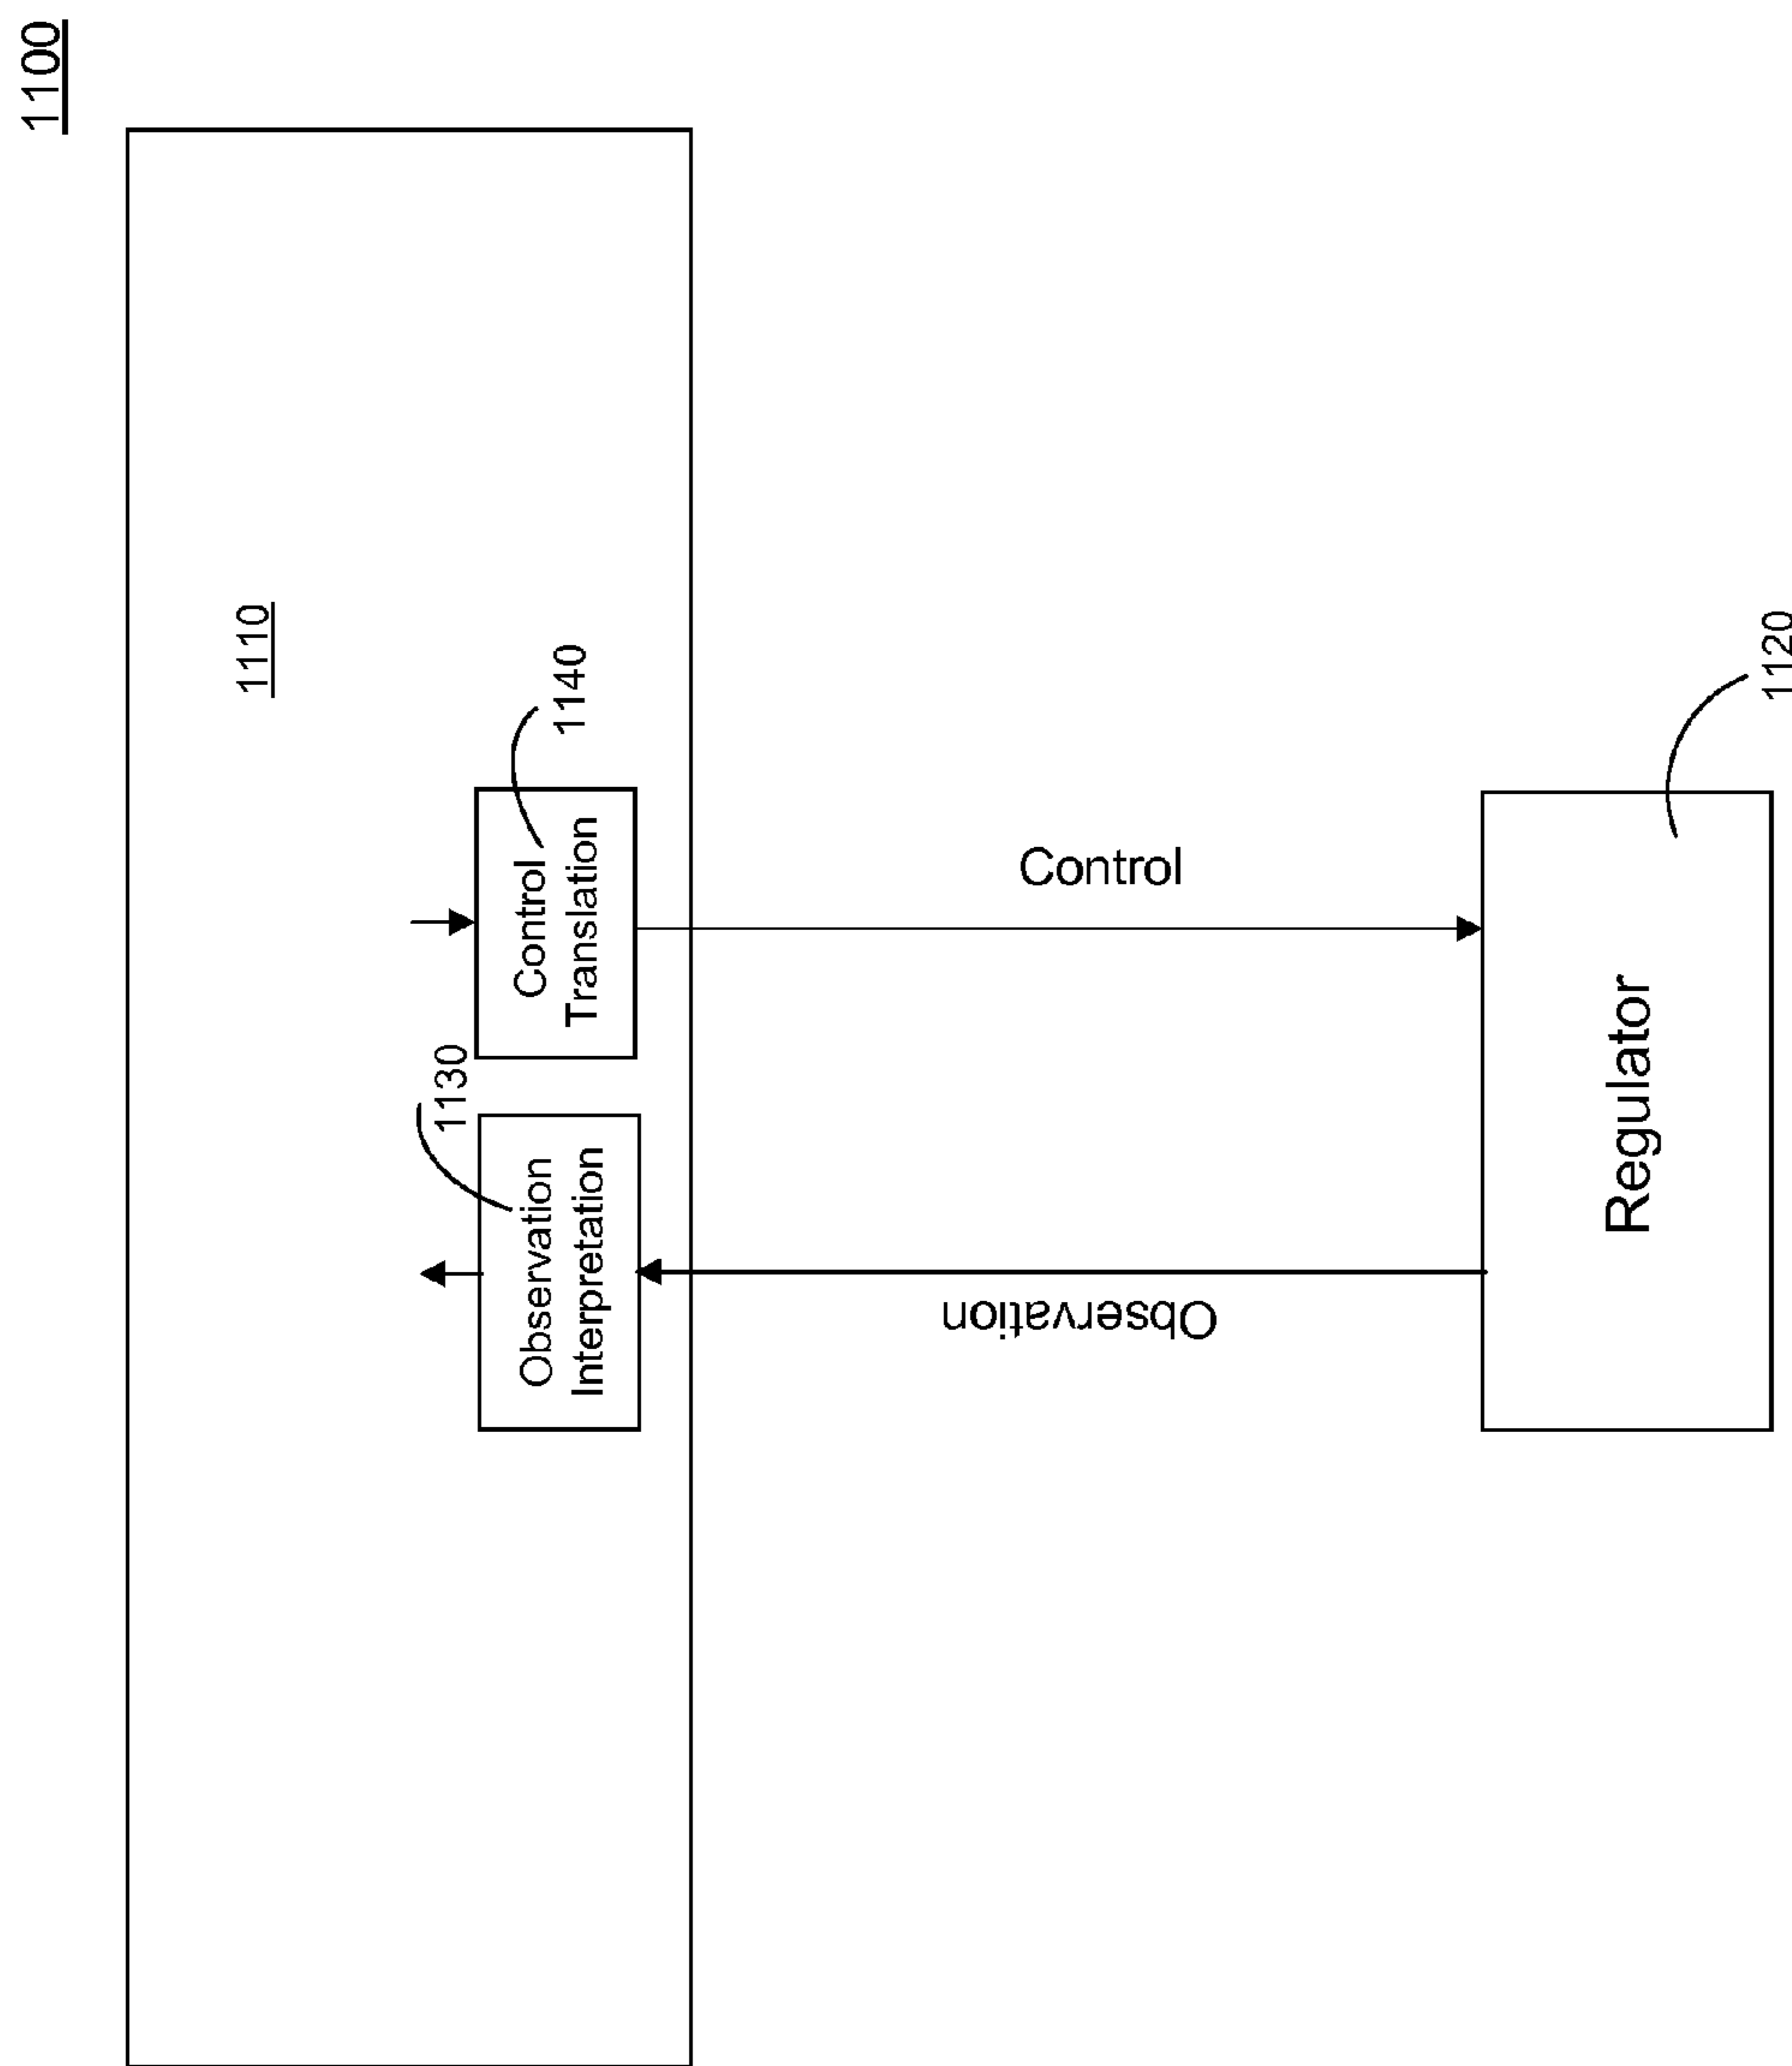 1100
1110
1140
Control
Translation
1130
Observation
Interpretation
Control
Observation
Regulator
1120